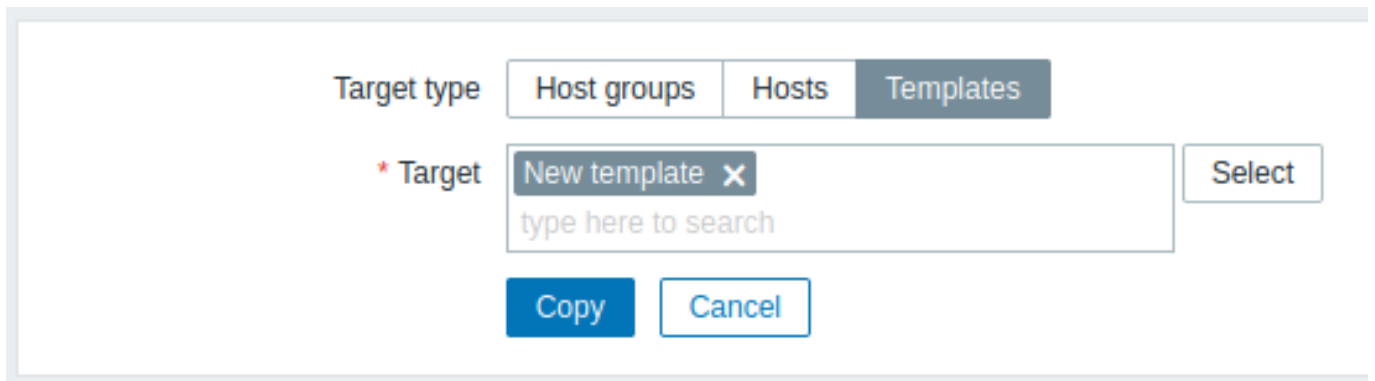 Target type Host groups Hosts Templates
* Target New template Select
type here to search
Copy Cancel